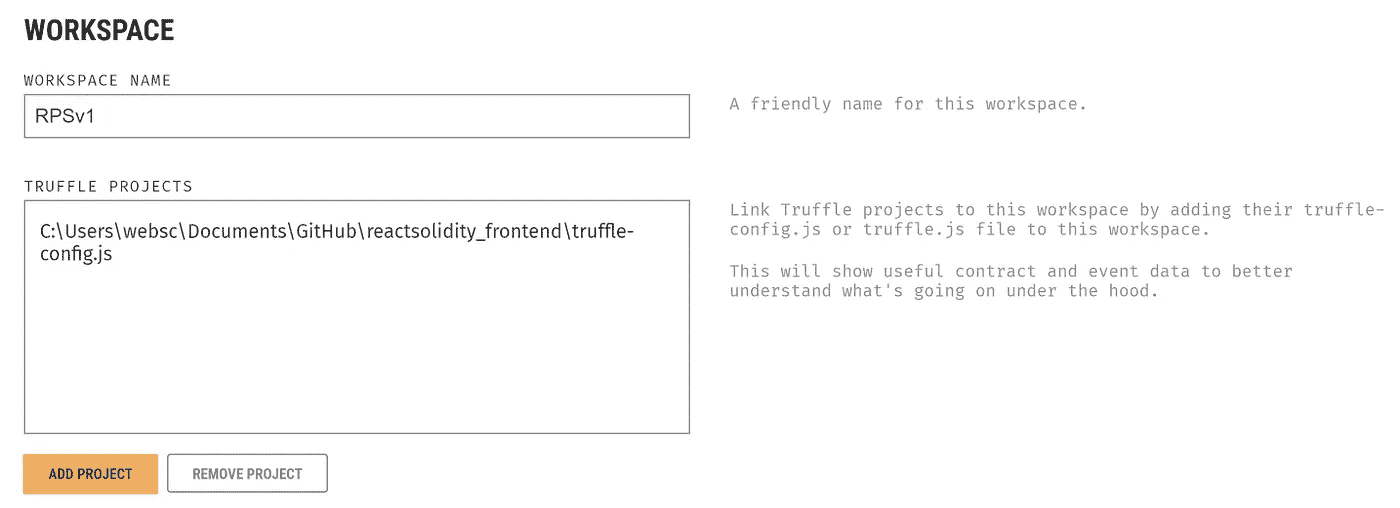 WORKSPACE
WORKSPACE NAME
RPSv1
A friendly name for this workspace.
TRUFFLE PROJECTS
C:\Users\websc\Documents\GitHub\reactsolidity_frontend\truffle-
config.js
Link Truffle projects to this workspace by adding their truffle-
config.js or truffle.js file to this workspace.
This will show useful contract and event data to better
understand what's going on under the hood.
ADD PROJECT
REMOVE PROJECT